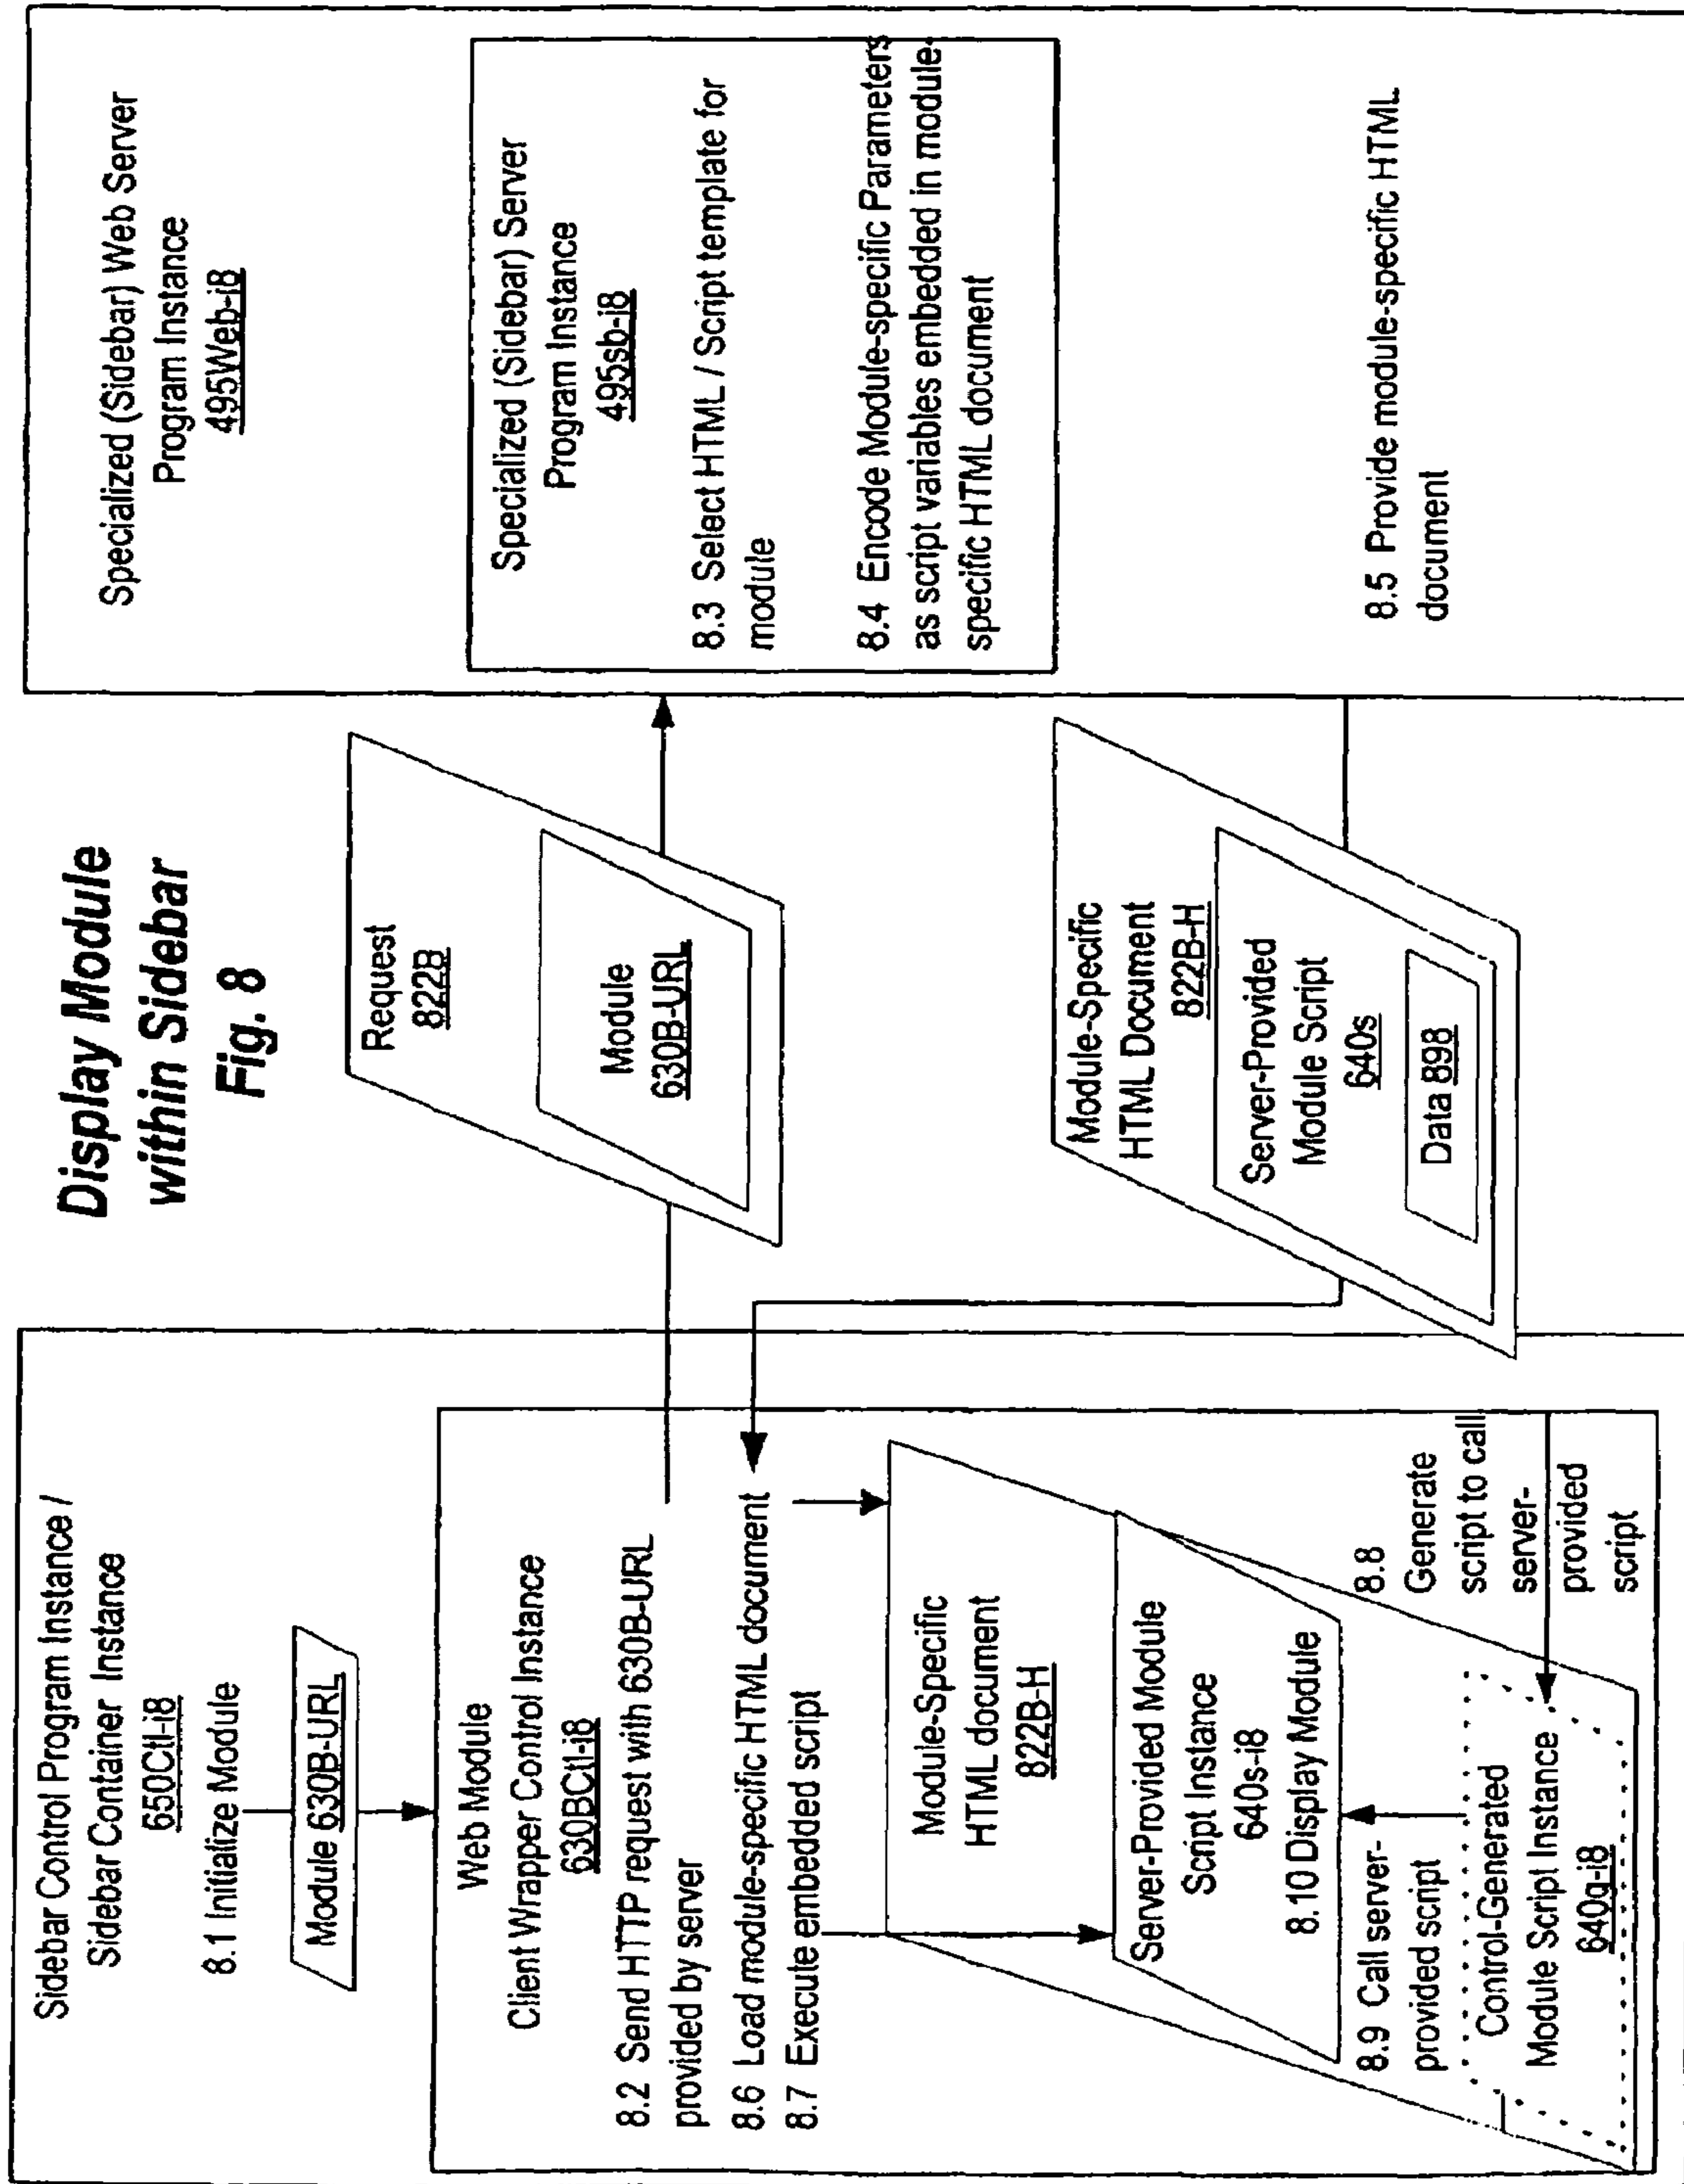 Display Module
within Sidebar
Fig. 8
Sidebar Control Program Instance /
Sidebar Container Instance
650Ctl-i8
8.1 Initialize Module
Module 630B-URL
Web Module
Client Wrapper Control Instance
630BCtl-i8
8.2 Send HTTP request with 630B-URL
provided by server
8.6 Load module-specific HTML document
8.7 Execute embedded script
Module-Specific
HTML document
822B-H
Server-Provided Module
Script Instance
640s-i8
8.10 Display Module
8.9 Call server-
provided script
8.8
Generate
script to call
server-
provided
script
Control-Generated
Module Script Instance
640g-i8
Request
822B
Module
630B-URL
Module-Specific
HTML Document
822B-H
Server-Provided
Module Script
640s
Data 898
Specialized (Sidebar) Web Server
Program Instance
495Web-i8
Specialized (Sidebar) Server
Program Instance
495sb-i8
8.3 Select HTML / Script template for
module
8.4 Encode Module-specific Parameters
as script variables embedded in module-
specific HTML document
8.5 Provide module-specific HTML
document